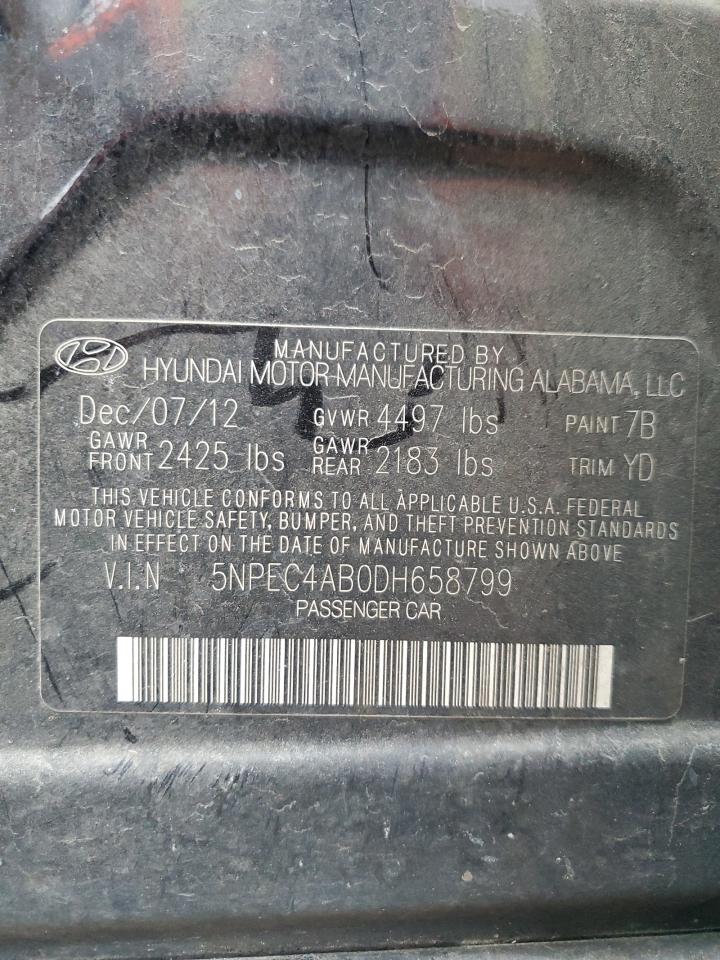 MANUFACTURED BY
HYUNDAI MOTOR MANUFACTURING ALABAMA, LLC
Dec/07/12 GVWR 4497 lbs PAINT 7B
GAWR FRONT 2425 lbs GAWR REAR 2183 lbs TRIM YD
THIS VEHICLE CONFORMS TO ALL APPLICABLE U.S.A. FEDERAL
MOTOR VEHICLE SAFETY, BUMPER, AND THEFT PREVENTION STANDARDS
IN EFFECT ON THE DATE OF MANUFACTURE SHOWN ABOVE
V.I.N 5NPEC4AB0DH658799
PASSENGER CAR